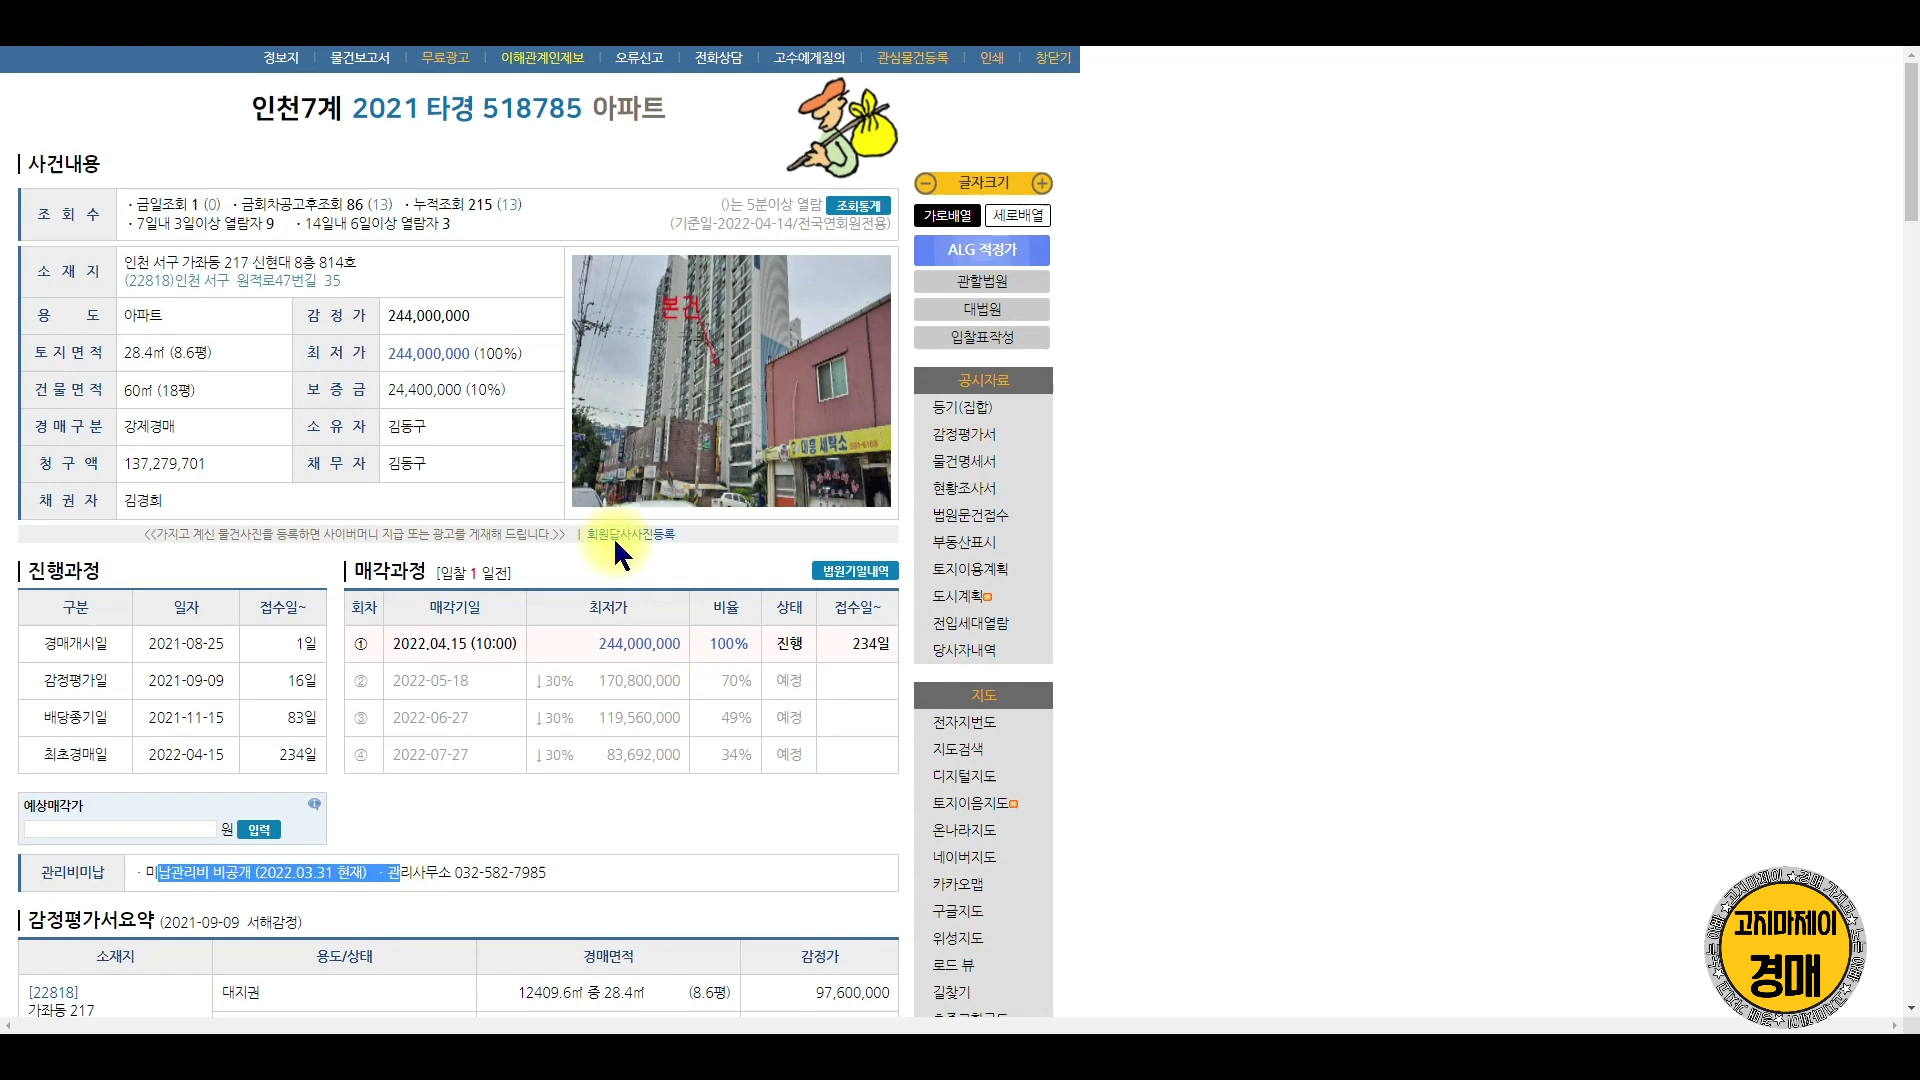 정보지 | 물건보고서 | 무료광고 | 이해관계인제보 | 오류신고 | 전화상담 | 고수에게질의 | 관심물건등록 | 인쇄 | 창닫기
인천7계 2021 타경 518785 아파트
사건내용
조회수
· 금일조회 1 (0) · 금회차공고후조회 86 (13) · 누적조회 215 (13)
()는 5분이상 열람 조회통계
· 7일내 3일이상 열람자 9 · 14일내 6일이상 열람자 3
(기준일-2022-04-14/전국연회원전용)
소재지
인천 서구 가좌동 217 신현대 8층 814호
(22818)인천 서구 원적로47번길 35
용도 아파트 감정가 244,000,000
토지면적 28.4㎡ (8.6평) 최저가 244,000,000 (100%)
건물면적 60㎡ (18평) 보증금 24,400,000 (10%)
경매구분 강제경매 소유자 김동구
청구액 137,279,701 채무자 김동구
채권자 김경희
본건
대흥세탁소 581-6168
<<가지고 계신 물건사진을 등록하면 사이버머니 지급 또는 광고를 게재해 드립니다.>> | 회원답사사진등록
진행과정
구분 일자 접수일~
경매개시일 2021-08-25 1일
감정평가일 2021-09-09 16일
배당종기일 2021-11-15 83일
최초경매일 2022-04-15 234일
매각과정 [입찰 1 일전] 법원기일내역
회차 매각기일 최저가 비율 상태 접수일~
① 2022.04.15 (10:00) 244,000,000 100% 진행 234일
② 2022-05-18 ↓30% 170,800,000 70% 예정
③ 2022-06-27 ↓30% 119,560,000 49% 예정
④ 2022-07-27 ↓30% 83,692,000 34% 예정
예상매각가
원 입력
관리비미납 · 미납관리비 비공개 (2022.03.31 현재) · 관리사무소 032-582-7985
감정평가서요약 (2021-09-09 서해감정)
소재지 용도/상태 경매면적 감정가
[22818] 대지권 12409.6㎡ 중 28.4㎡ (8.6평) 97,600,000
가좌동 217
글자크기
가로배열 세로배열
ALG 적정가
관할법원
대법원
입찰표작성
공시자료
등기(집합)
감정평가서
물건명세서
현황조사서
법원문건접수
부동산표시
토지이용계획
도시계획
전입세대열람
당사자내역
지도
전자지번도
지도검색
디지털지도
토지이음지도
온나라지도
네이버지도
카카오맵
구글지도
위성지도
로드 뷰
길찾기
고지마제이
경매